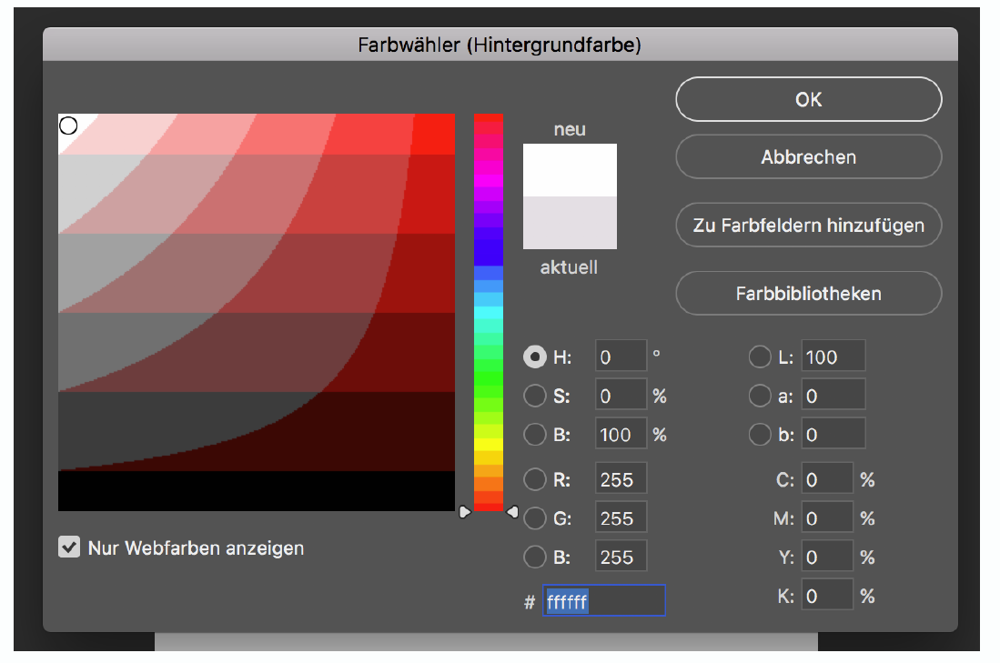 Farbwähler (Hintergrundfarbe)
neu
aktuell
OK
Abbrechen
Zu Farbfeldern hinzufügen
Farbbibliotheken
H: 0 °
S: 0 %
B: 100 %
R: 255
G: 255
B: 255
# ffffff
L: 100
a: 0
b: 0
C: 0 %
M: 0 %
Y: 0 %
K: 0 %
Nur Webfarben anzeigen